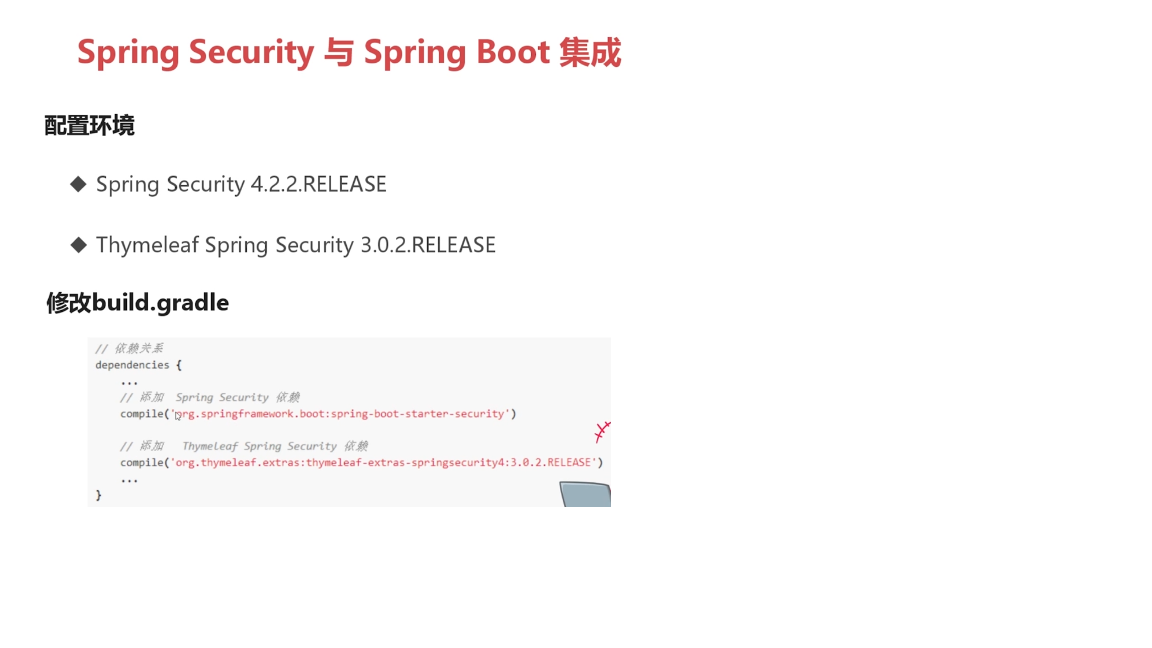 Spring Security 与 Spring Boot 集成
配置环境
◆ Spring Security 4.2.2.RELEASE
◆ Thymeleaf Spring Security 3.0.2.RELEASE
修改build.gradle
// 依赖关系
dependencies {
...
// 添加 Spring Security 依赖
compile('org.springframework.boot:spring-boot-starter-security')
// 添加 Thymeleaf Spring Security 依赖
compile('org.thymeleaf.extras:thymeleaf-extras-springsecurity4:3.0.2.RELEASE')
...
}